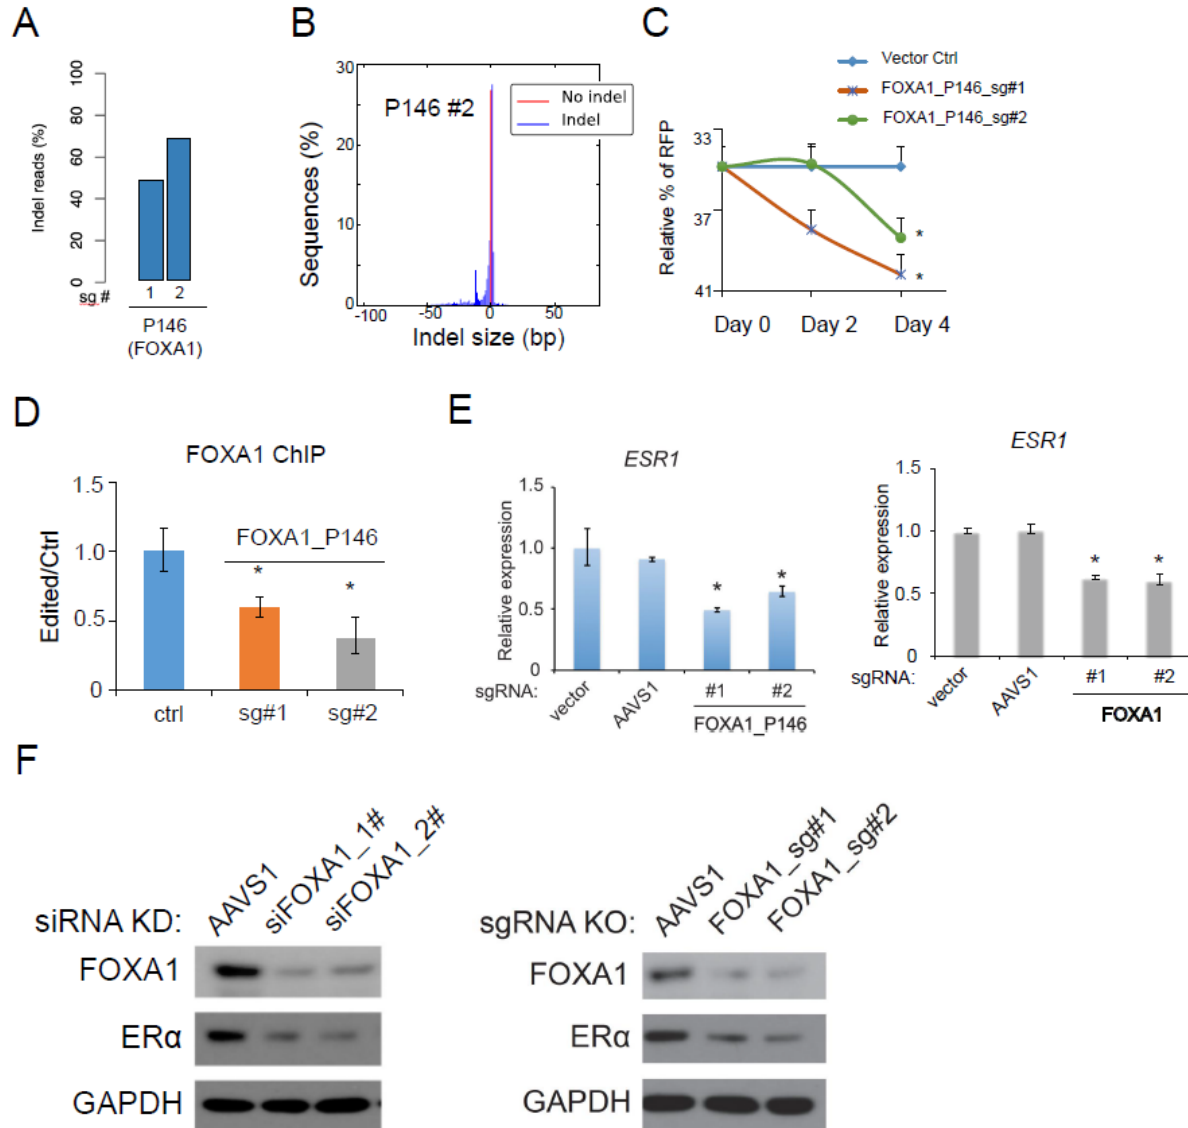 A
Indel reads (%)
100
80
60
40
20
0
sg #
1 2
P146
(FOXA1)
B
P146 #2
No indel
Indel
Sequences (%)
30
20
10
0
-100
-50
0
50
Indel size (bp)
C
Vector Ctrl
FOXA1_P146_sg#1
FOXA1_P146_sg#2
Relative % of RFP
33
37
41
*
*
Day 0 Day 2 Day 4
D
FOXA1 ChIP
Edited/Ctrl
1.5
1.0
0.5
0
FOXA1_P146
*
*
ctrl sg#1 sg#2
E
ESR1
Relative expression
1.5
1.0
0.5
0
* *
sgRNA:
vector
AAVS1
#1 #2
FOXA1_P146
ESR1
Relative expression
1.5
1.0
0.5
0
* *
sgRNA:
vector
AAVS1
#1 #2
FOXA1
F
siRNA KD:
AAVS1
siFOXA1_1#
siFOXA1_2#
FOXA1
ERα
GAPDH
sgRNA KO:
AAVS1
FOXA1_sg#1
FOXA1_sg#2
FOXA1
ERα
GAPDH